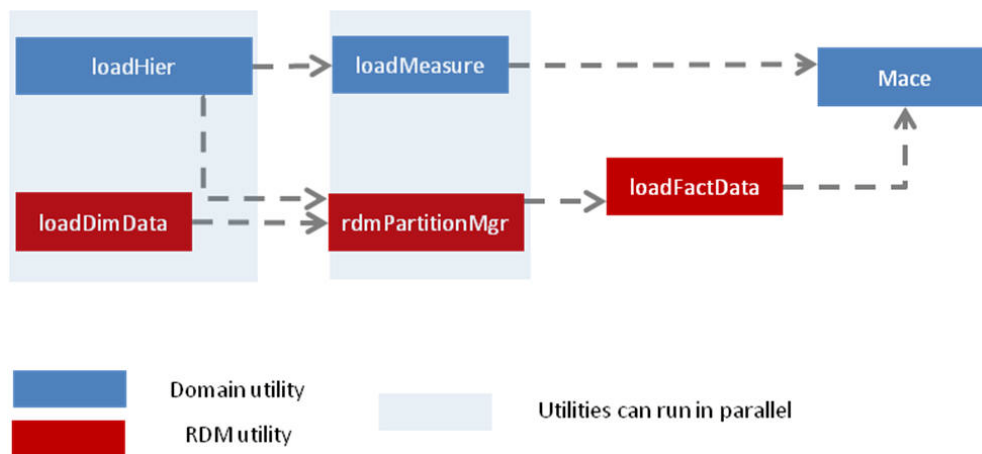 loadHier
loadMeasure
Mace
loadDimData
rdmPartitionMgr
loadFactData
Domain utility
RDM utility
Utilities can run in parallel